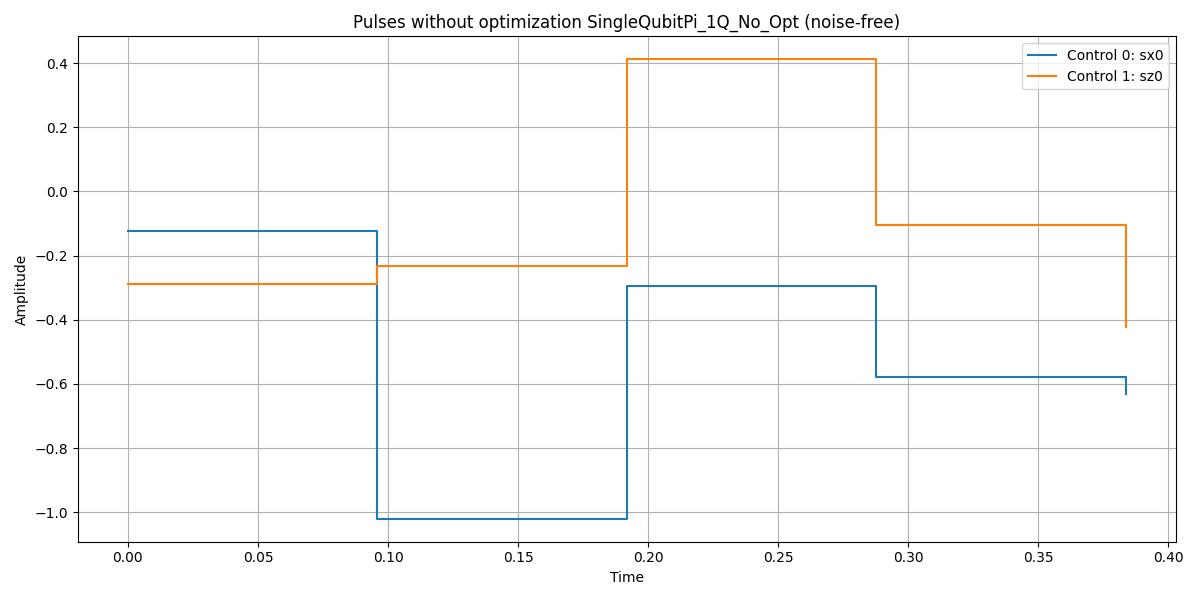 Pulses without optimization SingleQubitPi_1Q_No_Opt (noise-free)
Control 0: sx0
Control 1: sz0
Amplitude
0.4
0.2
0.0
−0.2
−0.4
−0.6
−0.8
−1.0
0.00 0.05 0.10 0.15 0.20 0.25 0.30 0.35 0.40
Time